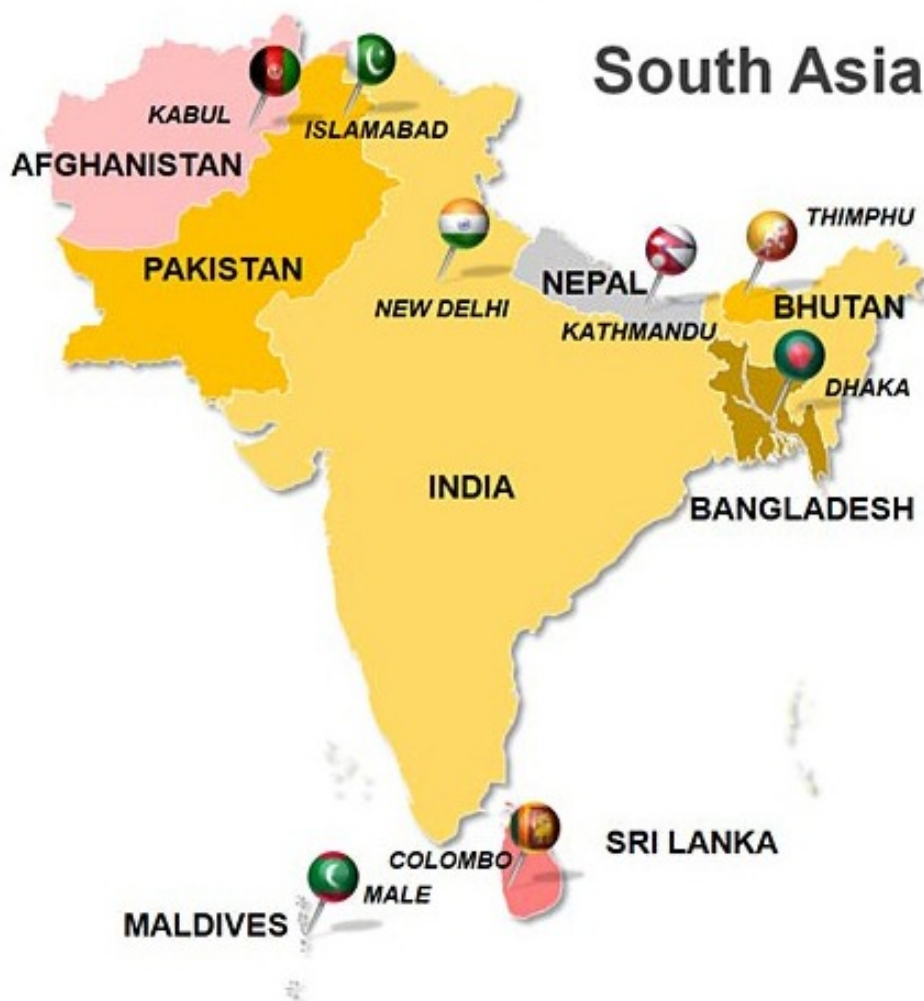 South Asia
KABUL
ISLAMABAD
AFGHANISTAN
THIMPHU
PAKISTAN
NEPAL
NEW DELHI
BHUTAN
KATHMANDU
DHAKA
INDIA
BANGLADESH
SRI LANKA
COLOMBO
MALE
MALDIVES